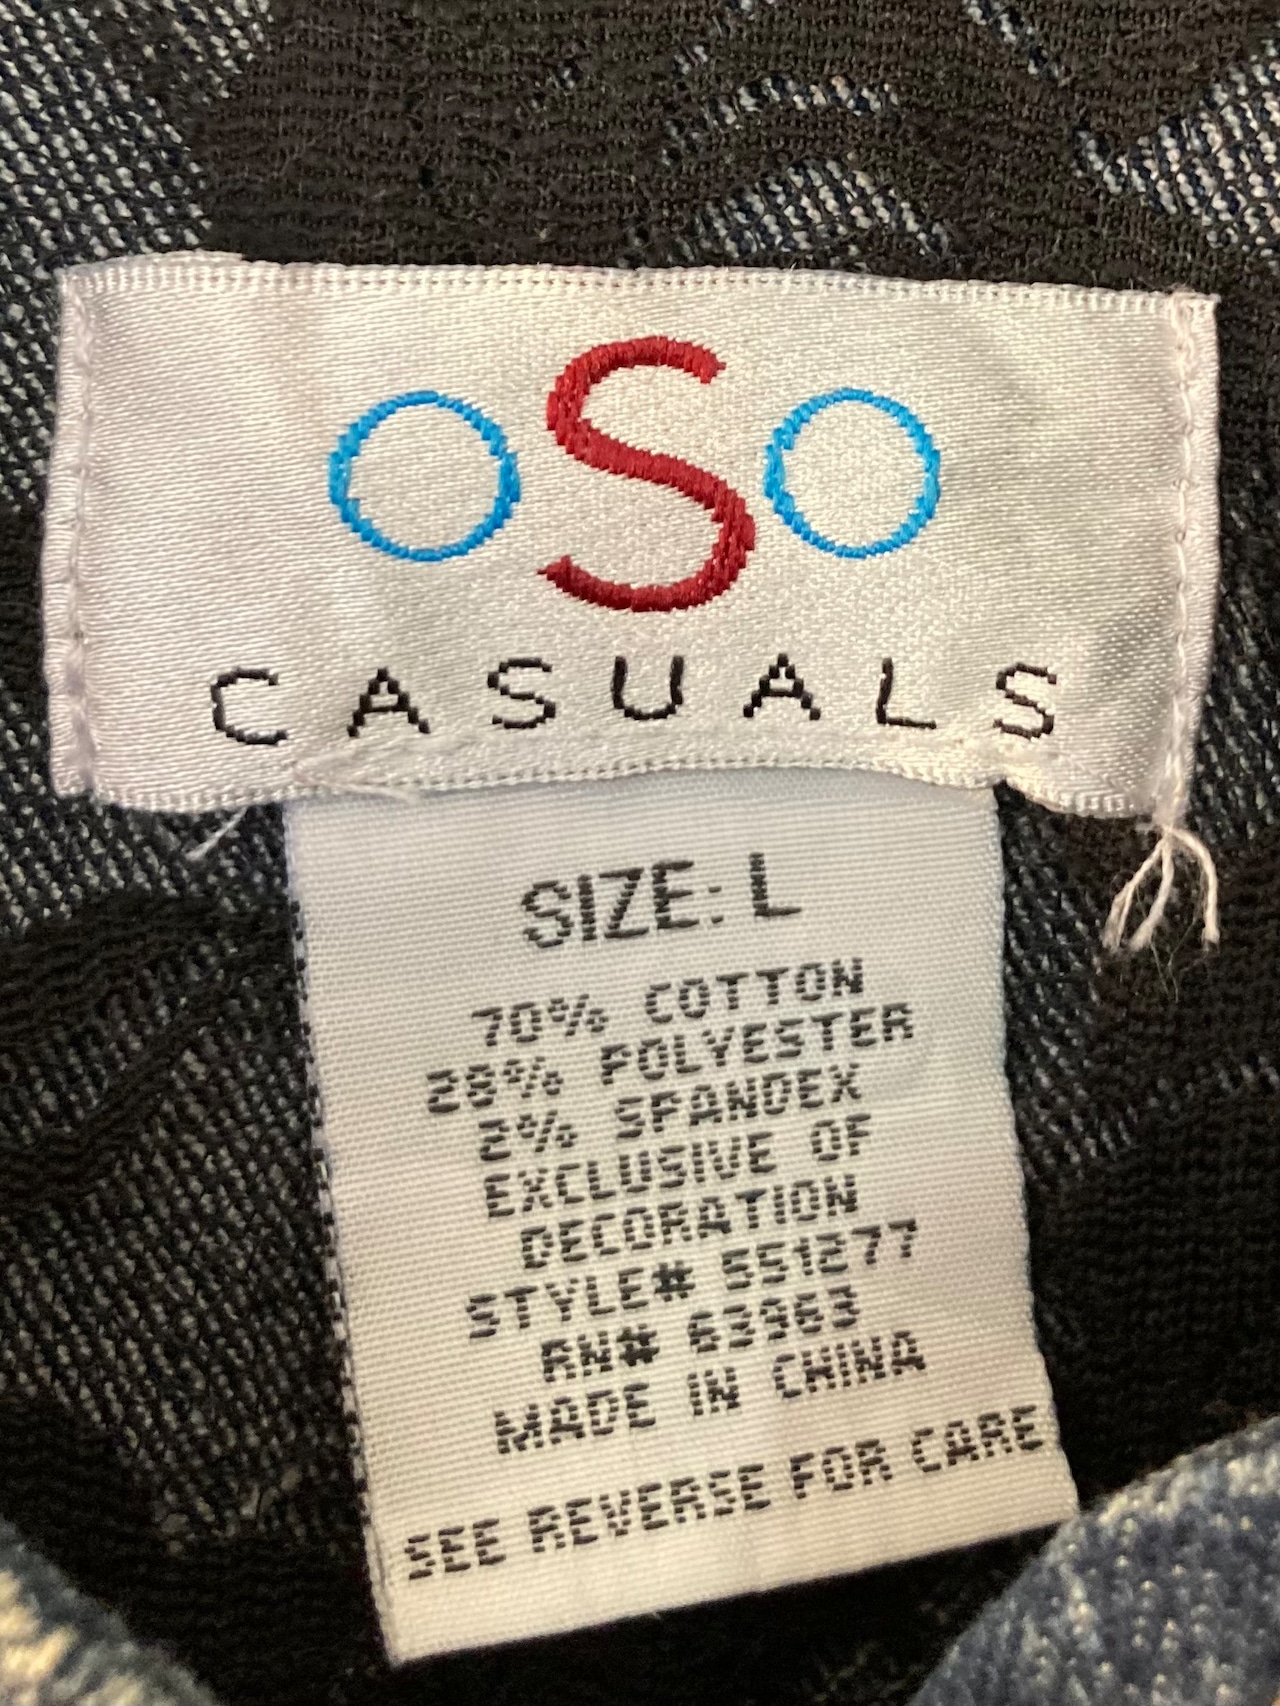 oSo
CASUALS
SIZE: L
70% COTTON
28% POLYESTER
2% SPANDEX
EXCLUSIVE OF
DECORATION
STYLE# 551277
RN# 63963
MADE IN CHINA
SEE REVERSE FOR CARE